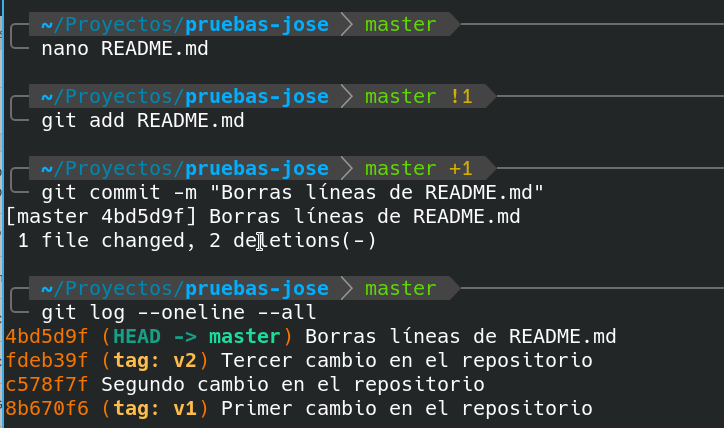 ~/Proyectos/pruebas-jose master
nano README.md
~/Proyectos/pruebas-jose master !1
git add README.md
~/Proyectos/pruebas-jose master +1
git commit -m "Borras líneas de README.md"
[master 4bd5d9f] Borras líneas de README.md
1 file changed, 2 deletions(-)
~/Proyectos/pruebas-jose master
git log --oneline --all
4bd5d9f (HEAD -> master) Borras líneas de README.md
fdeb39f (tag: v2) Tercer cambio en el repositorio
c578f7f Segundo cambio en el repositorio
8b670f6 (tag: v1) Primer cambio en el repositorio